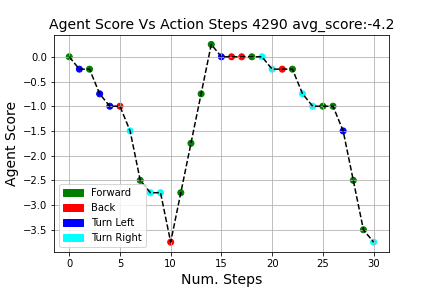 Agent Score Vs Action Steps 4290 avg_score:-4.2
Agent Score
0.0
−0.5
−1.0
−1.5
−2.0
−2.5
−3.0
−3.5
Forward
Back
Turn Left
Turn Right
0 5 10 15 20 25 30
Num. Steps